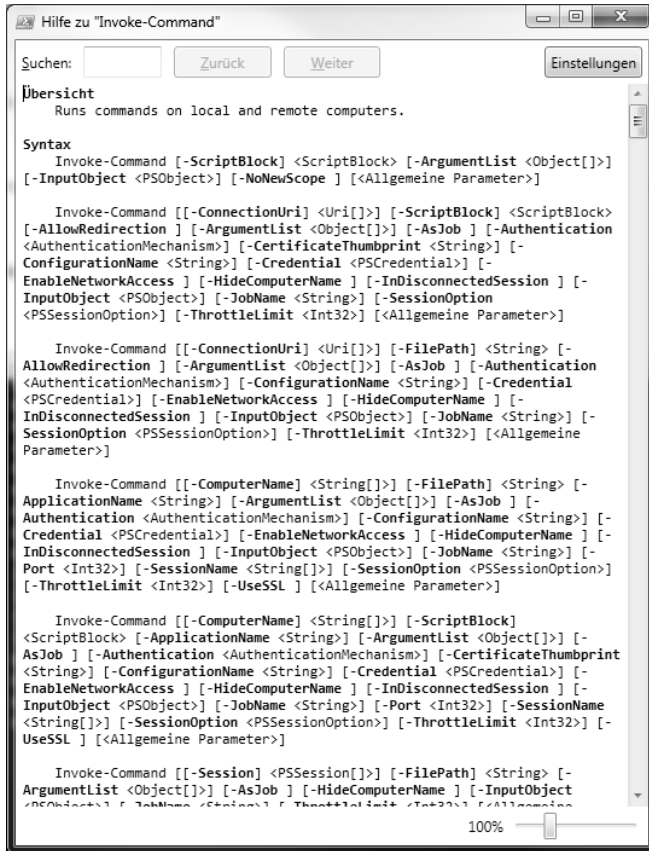 Hilfe zu "Invoke-Command"
Suchen: Zurück Weiter Einstellungen
Übersicht
Runs commands on local and remote computers.
Syntax
Invoke-Command [-ScriptBlock] <ScriptBlock> [-ArgumentList <Object[]>]
[-InputObject <PSObject>] [-NoNewScope ] [<Allgemeine Parameter>]
Invoke-Command [[-ConnectionUri] <Uri[]>] [-ScriptBlock] <ScriptBlock>
[-AllowRedirection ] [-ArgumentList <Object[]>] [-AsJob ] [-Authentication
<AuthenticationMechanism>] [-CertificateThumbprint <String>] [-
ConfigurationName <String>] [-Credential <PSCredential>] [-
EnableNetworkAccess ] [-HideComputerName ] [-InDisconnectedSession ] [-
InputObject <PSObject>] [-JobName <String>] [-SessionOption
<PSSessionOption>] [-ThrottleLimit <Int32>] [<Allgemeine Parameter>]
Invoke-Command [[-ConnectionUri] <Uri[]>] [-FilePath] <String> [-
AllowRedirection ] [-ArgumentList <Object[]>] [-AsJob ] [-Authentication
<AuthenticationMechanism>] [-ConfigurationName <String>] [-Credential
<PSCredential>] [-EnableNetworkAccess ] [-HideComputerName ] [-
InDisconnectedSession ] [-InputObject <PSObject>] [-JobName <String>] [-
SessionOption <PSSessionOption>] [-ThrottleLimit <Int32>] [<Allgemeine
Parameter>]
Invoke-Command [[-ComputerName] <String[]>] [-FilePath] <String> [-
ApplicationName <String>] [-ArgumentList <Object[]>] [-AsJob ] [-
Authentication <AuthenticationMechanism>] [-ConfigurationName <String>] [-
Credential <PSCredential>] [-EnableNetworkAccess ] [-HideComputerName ] [-
InDisconnectedSession ] [-InputObject <PSObject>] [-JobName <String>] [-
Port <Int32>] [-SessionName <String[]>] [-SessionOption <PSSessionOption>]
[-ThrottleLimit <Int32>] [-UseSSL ] [<Allgemeine Parameter>]
Invoke-Command [[-ComputerName] <String[]>] [-ScriptBlock]
<ScriptBlock> [-ApplicationName <String>] [-ArgumentList <Object[]>] [-
AsJob ] [-Authentication <AuthenticationMechanism>] [-CertificateThumbprint
<String>] [-ConfigurationName <String>] [-Credential <PSCredential>] [-
EnableNetworkAccess ] [-HideComputerName ] [-InDisconnectedSession ] [-
InputObject <PSObject>] [-JobName <String>] [-Port <Int32>] [-SessionName
<String[]>] [-SessionOption <PSSessionOption>] [-ThrottleLimit <Int32>] [-
UseSSL ] [<Allgemeine Parameter>]
Invoke-Command [[-Session] <PSSession[]>] [-FilePath] <String> [-
ArgumentList <Object[]>] [-AsJob ] [-HideComputerName ] [-InputObject
<PSObject>] [-JobName <String>] [-ThrottleLimit <Int32>] [<Allgemeine
100%